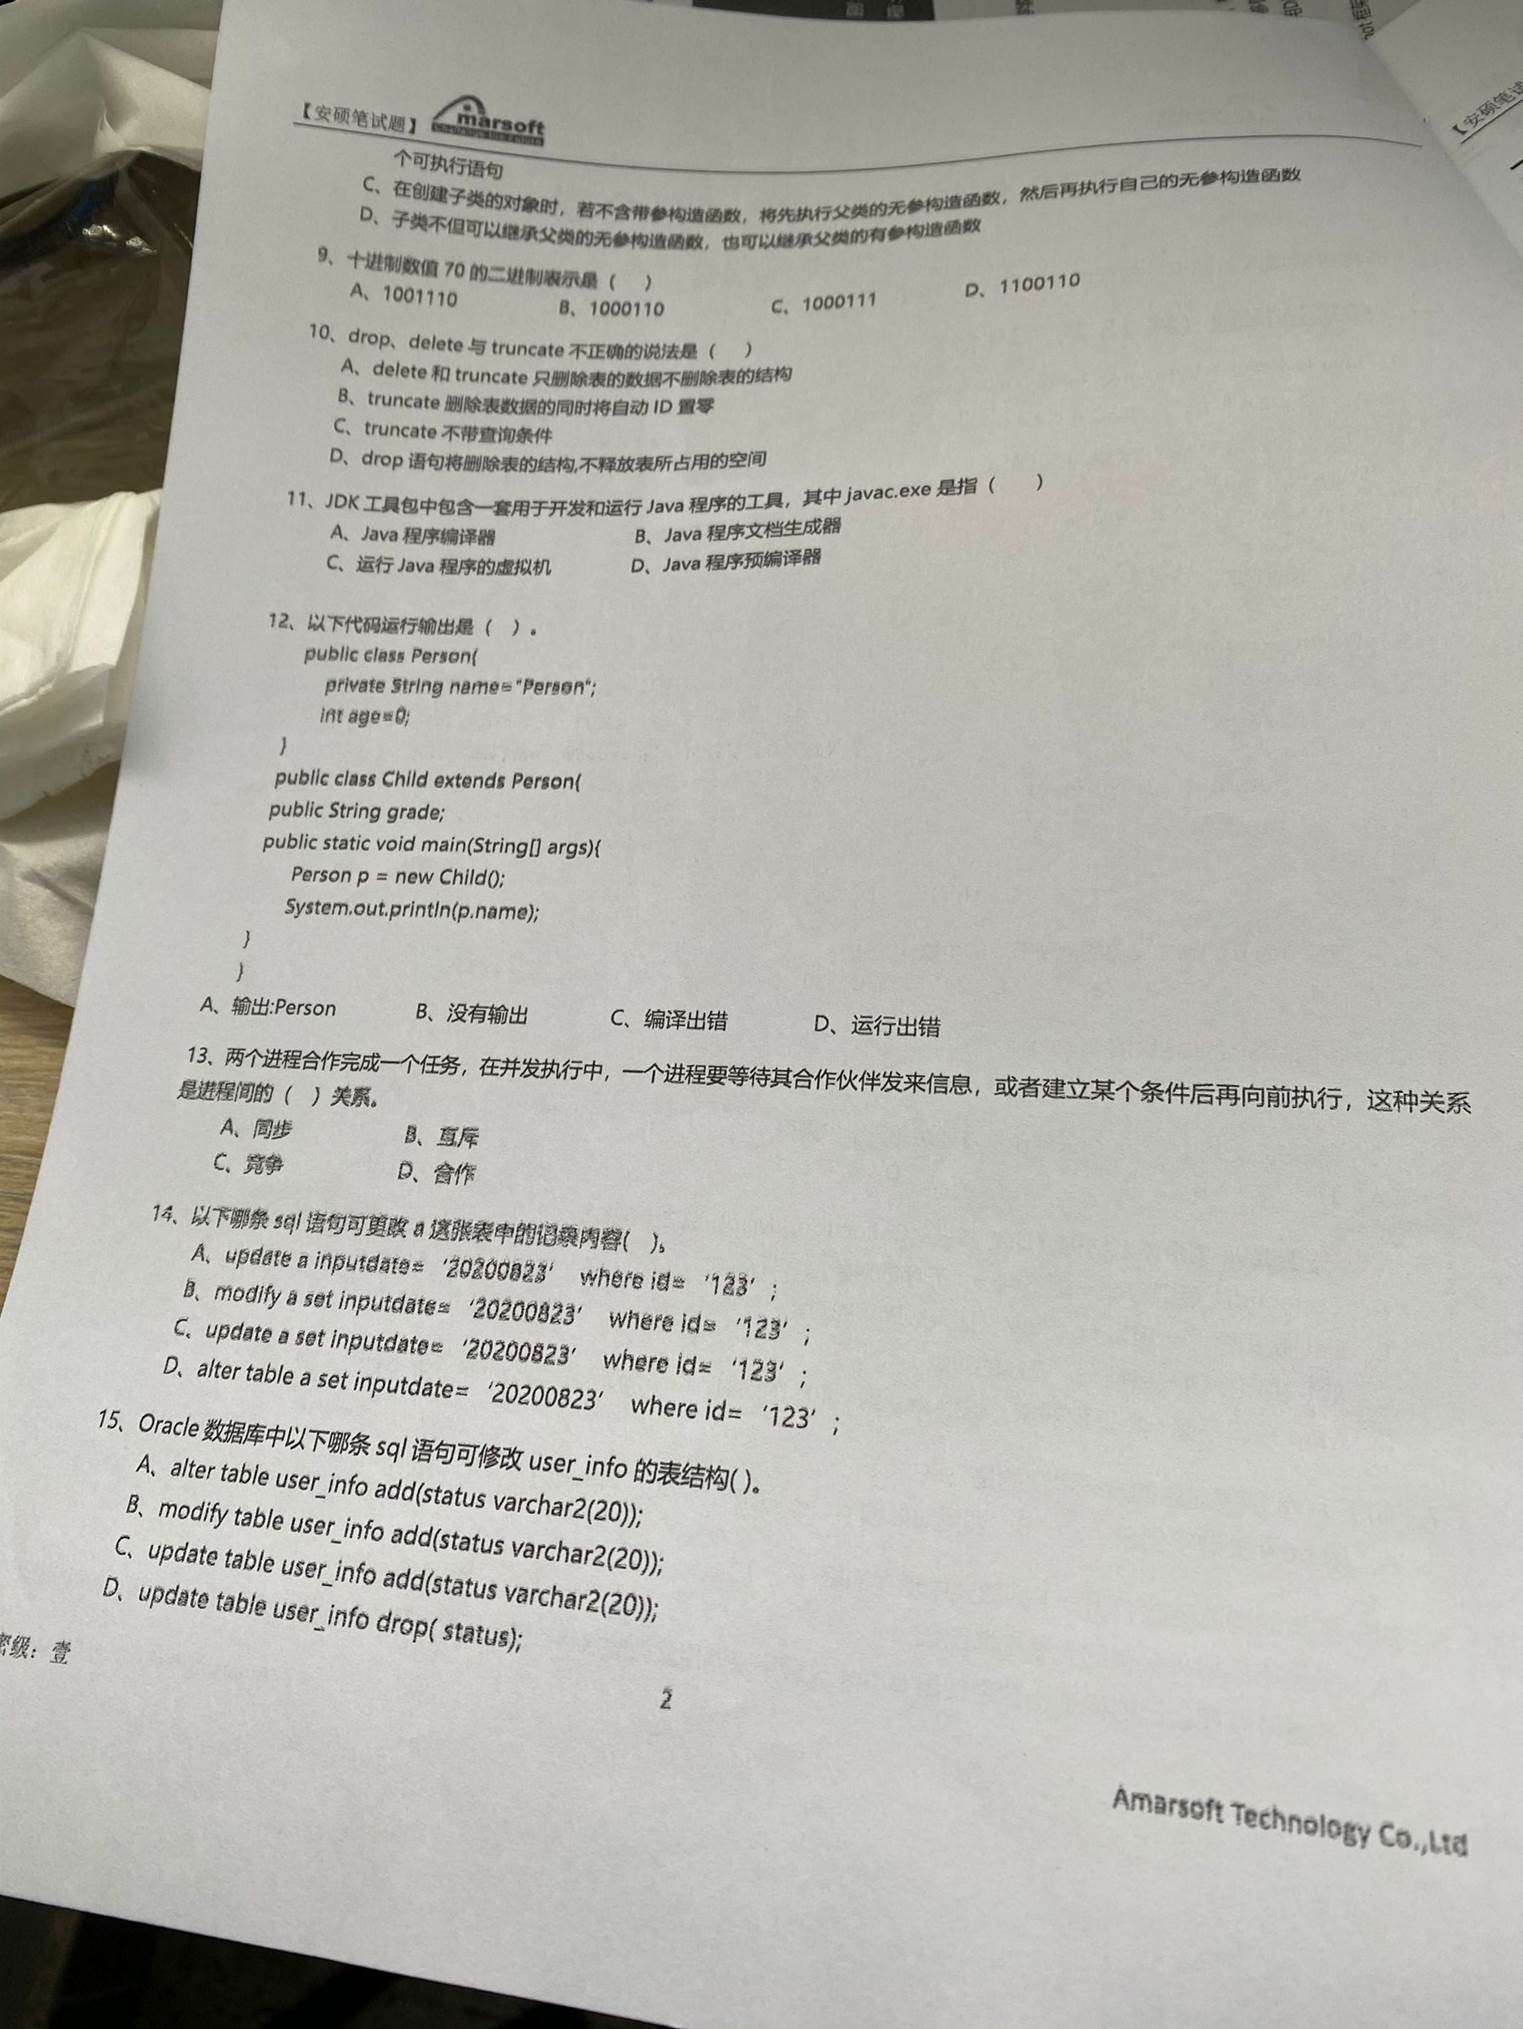 【安硕笔试题】 marsoft
个可执行语句
C、在创建子类的对象时，若不含带参构造函数，将先执行父类的无参构造函数，然后再执行自己的无参构造函数
D、子类不但可以继承父类的无参构造函数，也可以继承父类的有参构造函数
9、十进制数值 70 的二进制表示是（ ）
A、1001110 B、1000110 C、1000111 D、1100110
10、drop、delete 与 truncate 不正确的说法是（ ）
A、delete 和 truncate 只删除表的数据不删除表的结构
B、truncate 删除表数据的同时将自动 ID 置零
C、truncate 不带查询条件
D、drop 语句将删除表的结构,不释放表所占用的空间
11、JDK 工具包中包含一套用于开发和运行 Java 程序的工具，其中 javac.exe 是指（ ）
A、Java 程序编译器 B、Java 程序文档生成器
C、运行 Java 程序的虚拟机 D、Java 程序预编译器
12、以下代码运行输出是（ ）。
public class Person{
private String name="Person";
int age=0;
}
public class Child extends Person{
public String grade;
public static void main(String[] args){
Person p = new Child();
System.out.println(p.name);
}
}
A、输出:Person B、没有输出 C、编译出错 D、运行出错
13、两个进程合作完成一个任务，在并发执行中，一个进程要等待其合作伙伴发来信息，或者建立某个条件后再向前执行，这种关系
是进程间的（ ）关系。
A、同步 B、互斥
C、竞争 D、合作
14、以下哪条 sql 语句可更改 a 这张表中的记录内容( )。
A、update a inputdate= ‘20200823’ where id= ‘123’ ;
B、modify a set inputdate= ‘20200823’ where id= ‘123’ ;
C、update a set inputdate= ‘20200823’ where id= ‘123’ ;
D、alter table a set inputdate= ‘20200823’ where id= ‘123’ ;
15、Oracle 数据库中以下哪条 sql 语句可修改 user_info 的表结构( )。
A、alter table user_info add(status varchar2(20));
B、modify table user_info add(status varchar2(20));
C、update table user_info add(status varchar2(20));
D、update table user_info drop( status);
密级：壹
2
Amarsoft Technology Co.,Ltd
【安硕笔试